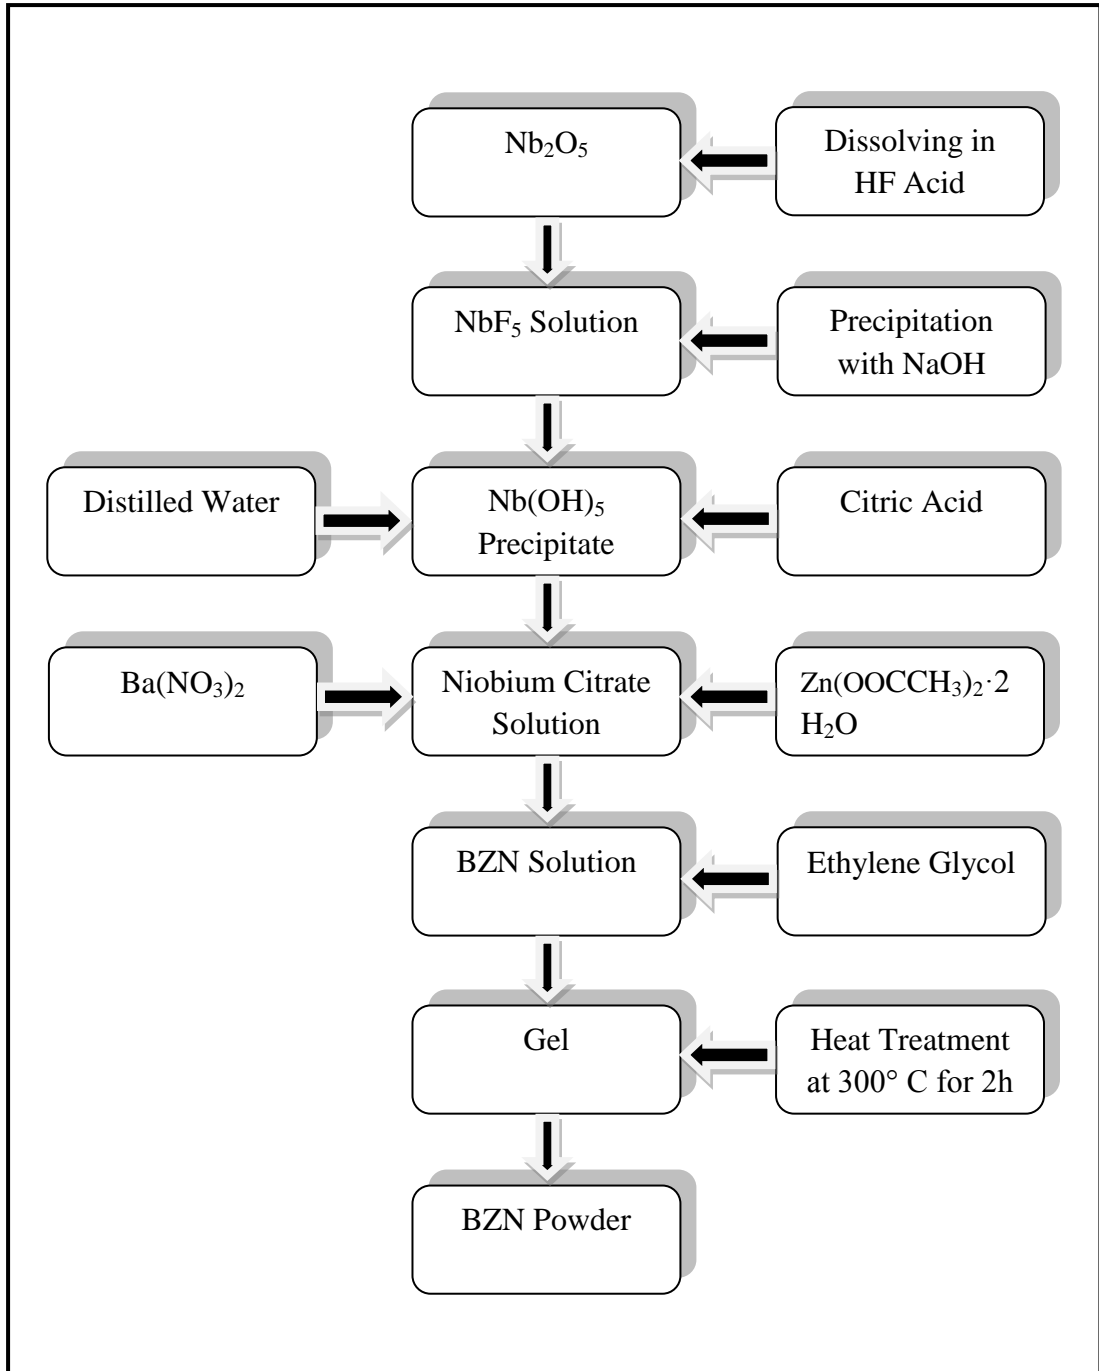 Nb₂O₅
Dissolving in
HF Acid
NbF₅ Solution
Precipitation
with NaOH
Distilled Water
Nb(OH)₅
Precipitate
Citric Acid
Ba(NO₃)₂
Niobium Citrate
Solution
Zn(OOCCH₃)₂·2
H₂O
BZN Solution
Ethylene Glycol
Gel
Heat Treatment
at 300° C for 2h
BZN Powder